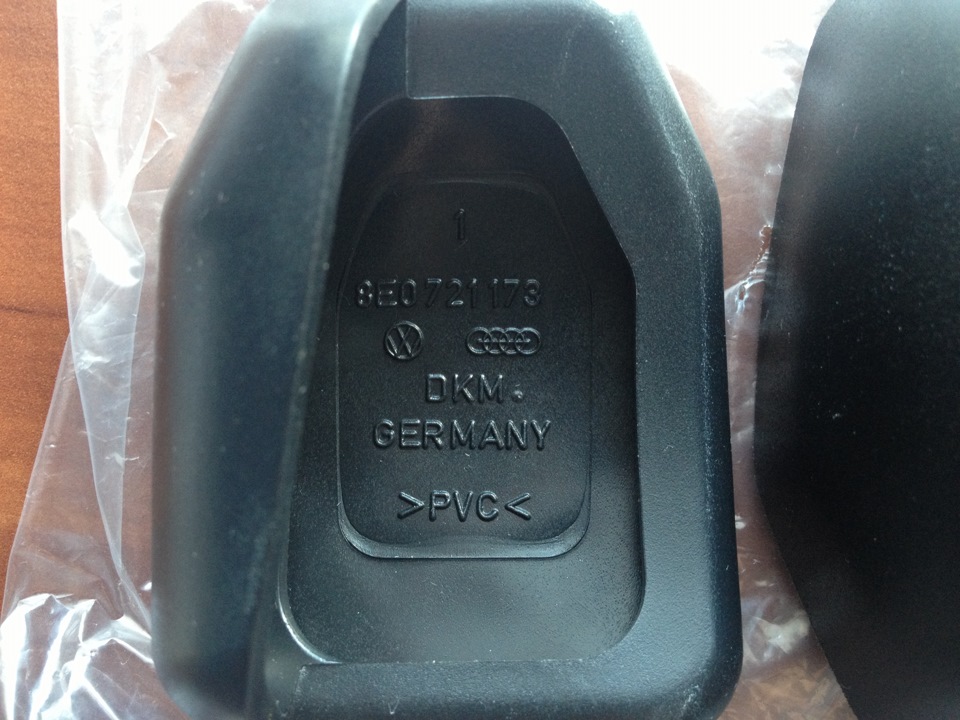 1
8E0 721 173
DKM
GERMANY
>PVC<